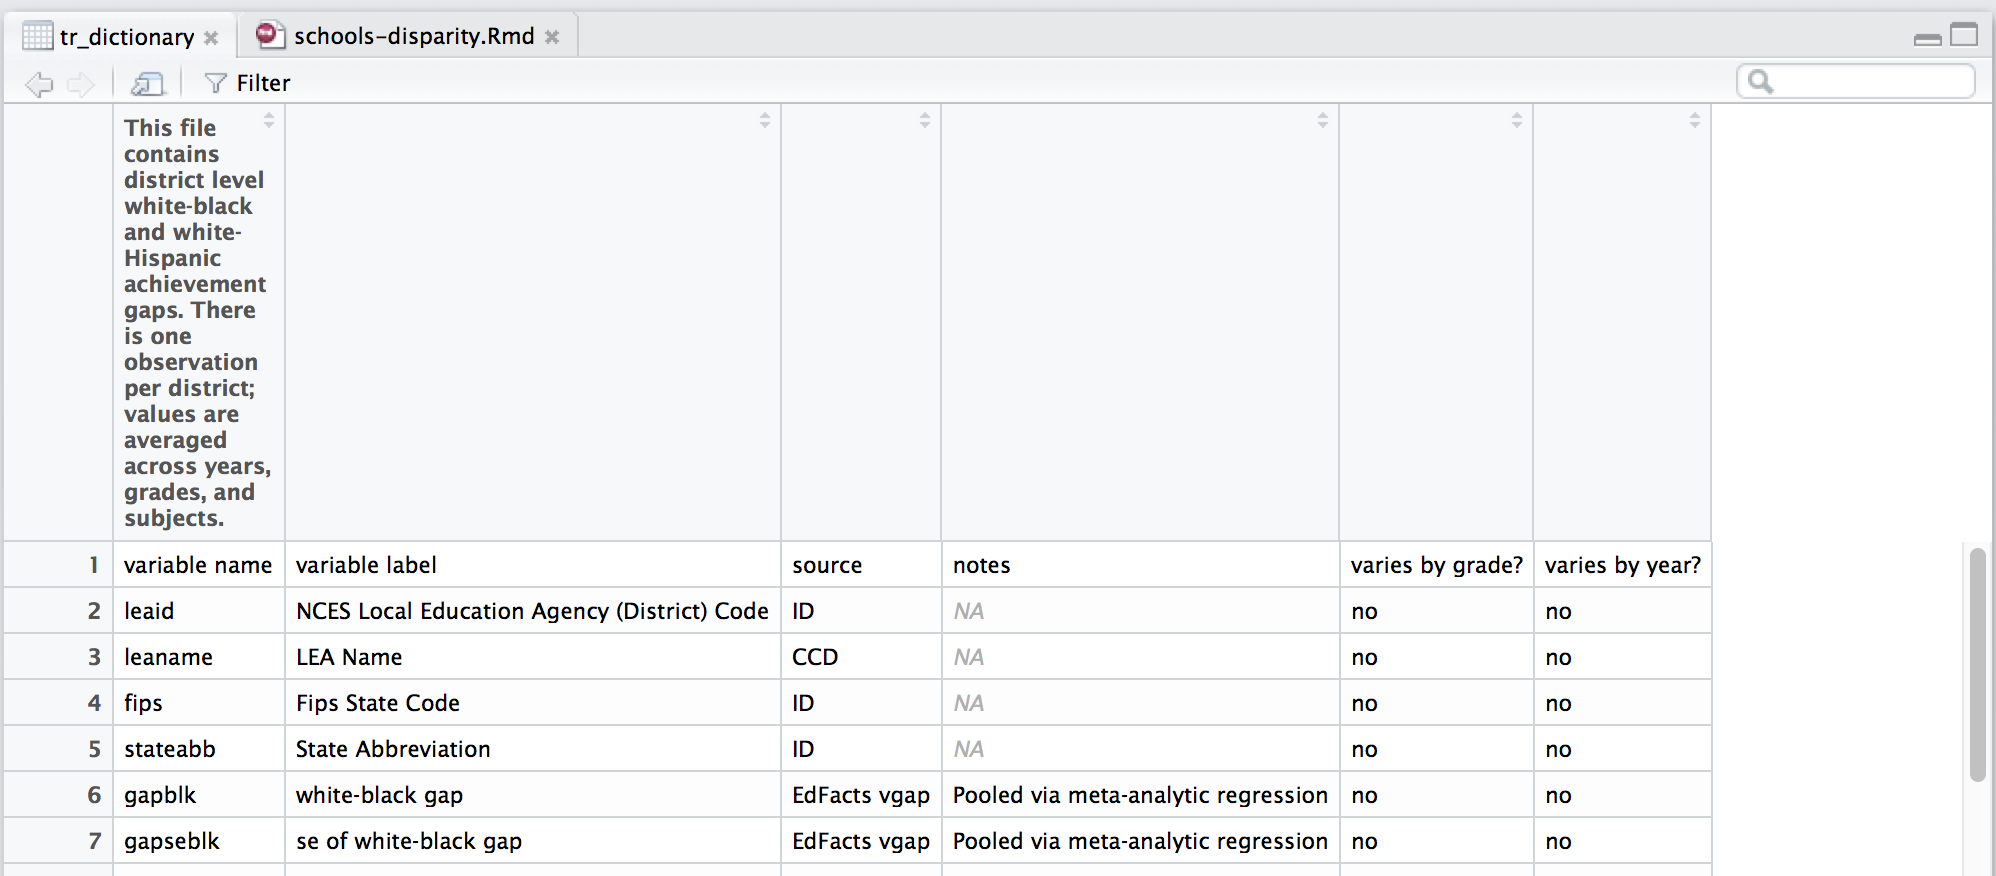 tr_dictionary schools-disparity.Rmd
Filter
This file
contains
district level
white-black
and white-
Hispanic
achievement
gaps. There
is one
observation
per district;
values are
averaged
across years,
grades, and
subjects.
1 variable name variable label source notes varies by grade? varies by year?
2 leaid NCES Local Education Agency (District) Code ID NA no no
3 leaname LEA Name CCD NA no no
4 fips Fips State Code ID NA no no
5 stateabb State Abbreviation ID NA no no
6 gapblk white-black gap EdFacts vgap Pooled via meta-analytic regression no no
7 gapseblk se of white-black gap EdFacts vgap Pooled via meta-analytic regression no no